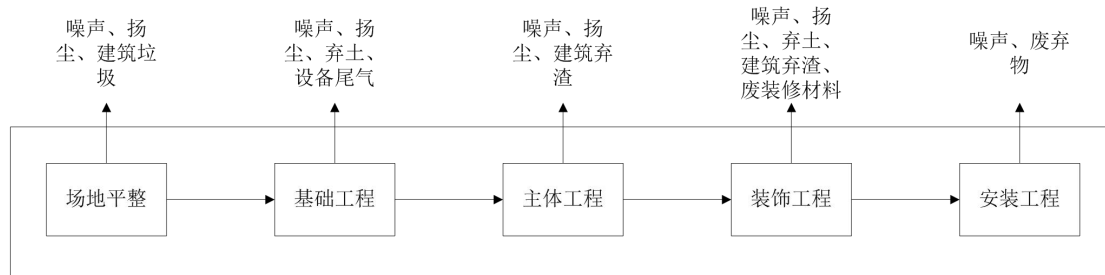 噪声、扬
尘、建筑垃
圾
噪声、扬
尘、弃土、
设备尾气
噪声、扬
尘、建筑弃
渣
噪声、扬
尘、弃土、
建筑弃渣、
废装修材料
噪声、废弃
物
场地平整
基础工程
主体工程
装饰工程
安装工程